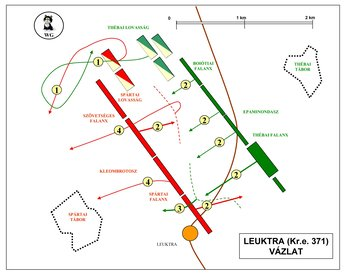 WG
THÉBAI LOVASSÁG
0
1 km
2 km
1
1
BOIÓTIAI
FALANX
THÉBAI
TÁBOR
SPÁRTAI
LOVASSÁG
SZÖVETSÉGES
FALANX
2
EPAMINONDASZ
4
2
2
THÉBAI FALANX
KLEOMBROTOSZ
2
4
2
SPÁRTAI
FALANX
3
2
2
SPÁRTAI
TÁBOR
LEUKTRA
LEUKTRA (Kr.e. 371)
VÁZLAT